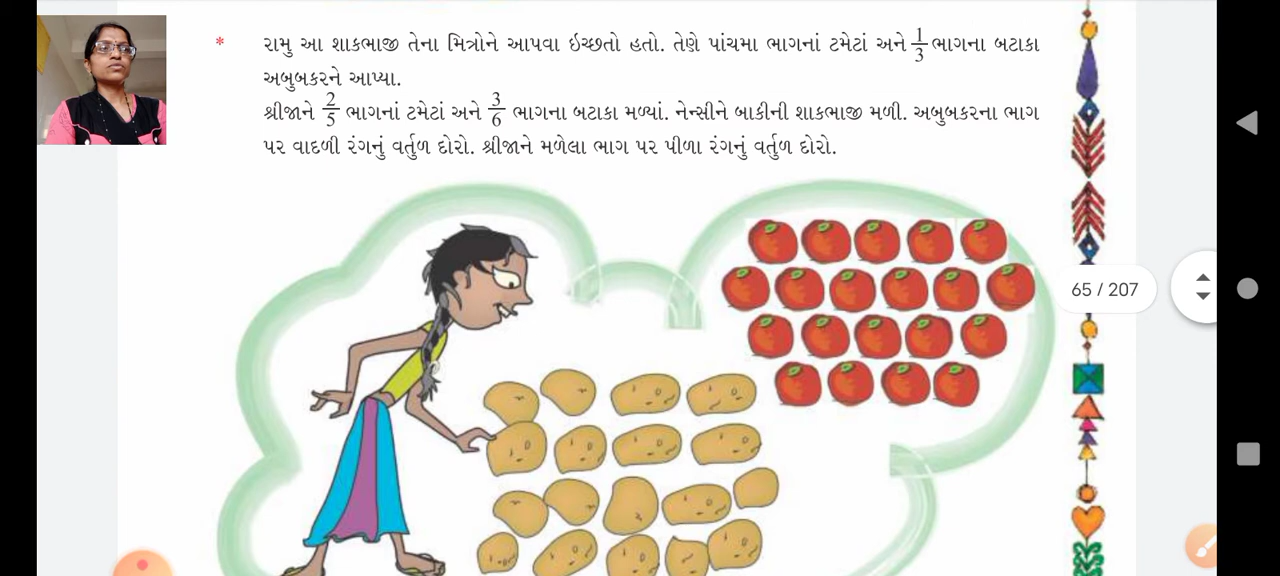 * રામુ આ શાકભાજી તેના મિત્રોને આપવા ઇચ્છતો હતો. તેણે પાંચમા ભાગનાં ટમેટાં અને 1/3 ભાગના બટાકા
અબુબકરને આપ્યા.
શ્રીજાને 2/5 ભાગનાં ટમેટાં અને 3/6 ભાગના બટાકા મળ્યાં. નેન્સીને બાકીની શાકભાજી મળી. અબુબકરના ભાગ
પર વાદળી રંગનું વર્તુળ દોરો. શ્રીજાને મળેલા ભાગ પર પીળા રંગનું વર્તુળ દોરો.
65 / 207